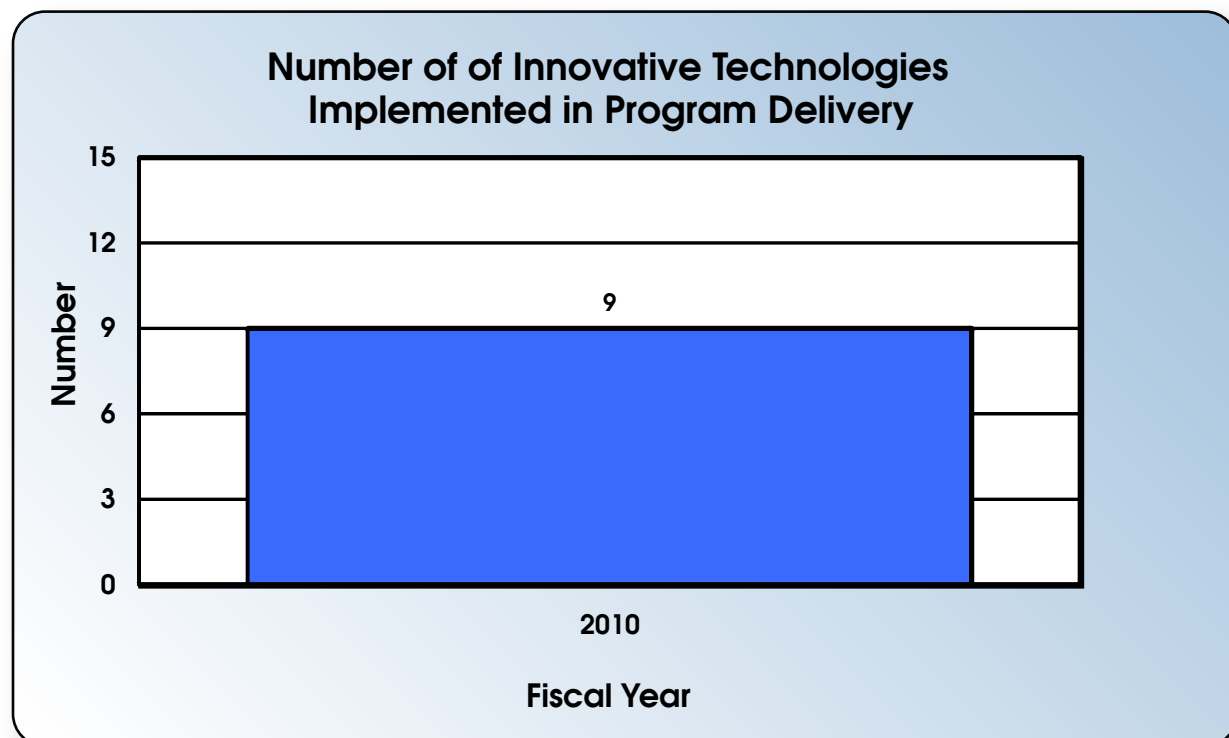 Number of of Innovative Technologies
Implemented in Program Delivery
15
12
9
6
3
0
Number
9
2010
Fiscal Year